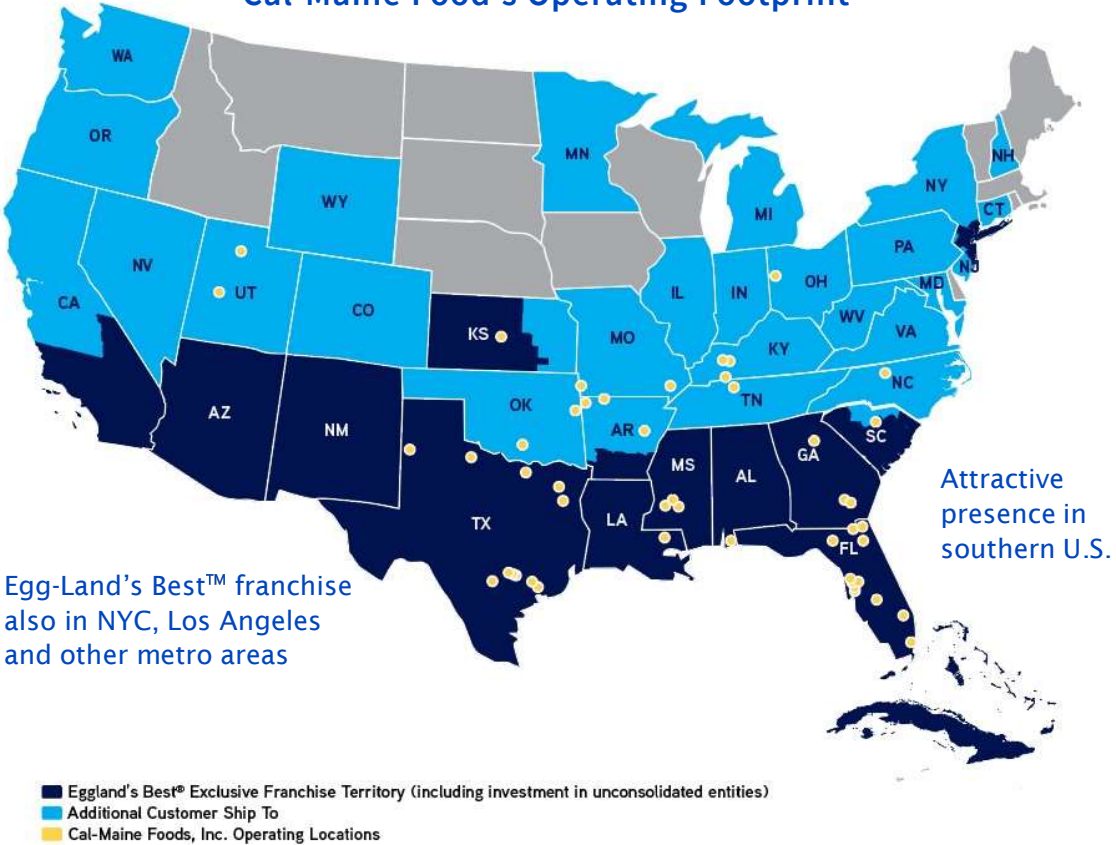 Cal-Maine Food's Operating Footprint
WA
OR
MN
NH
NY
WY
MI
CT
PA
NV
NJ
UT
IL
IN
OH
MD
CA
CO
WV
VA
KS
MO
KY
NC
OK
TN
AZ
NM
AR
SC
MS
AL
GA
TX
LA
FL
Attractive
presence in
southern U.S.
Egg-Land's Best™ franchise
also in NYC, Los Angeles
and other metro areas
Eggland's Best® Exclusive Franchise Territory (including investment in unconsolidated entities)
Additional Customer Ship To
Cal-Maine Foods, Inc. Operating Locations